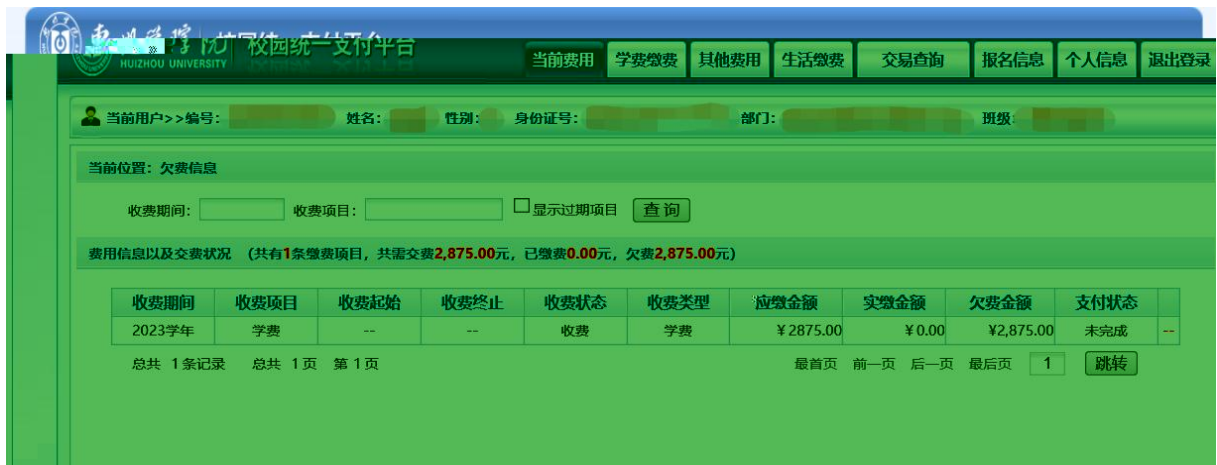 惠州学院 校园统一支付平台
HUIZHOU UNIVERSITY
当前费用 学费缴费 其他费用 生活缴费 交易查询 报名信息 个人信息 退出登录
当前用户>>编号: 姓名: 性别: 身份证号: 部门: 班级:
当前位置: 欠费信息
收费期间: 收费项目: 显示过期项目 查询
费用信息以及交费状况 (共有1条缴费项目, 共需交费2,875.00元, 已缴费0.00元, 欠费2,875.00元)
收费期间 收费项目 收费起始 收费终止 收费状态 收费类型 应缴金额 实缴金额 欠费金额 支付状态
2023学年 学费 -- -- 收费 学费 ¥2875.00 ¥0.00 ¥2,875.00 未完成 --
总共 1条记录 总共 1页 第1页 最首页 前一页 后一页 最后页 1 跳转